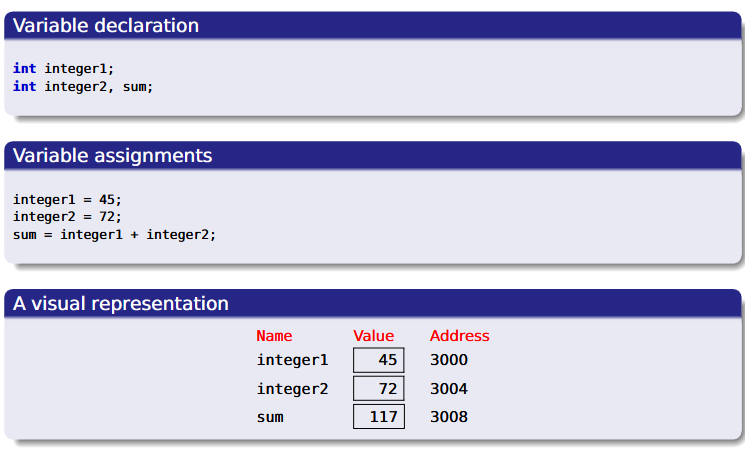 Variable declaration
int integer1;
int integer2, sum;
Variable assignments
integer1 = 45;
integer2 = 72;
sum = integer1 + integer2;
A visual representation
Name Value Address
integer1 45 3000
integer2 72 3004
sum 117 3008